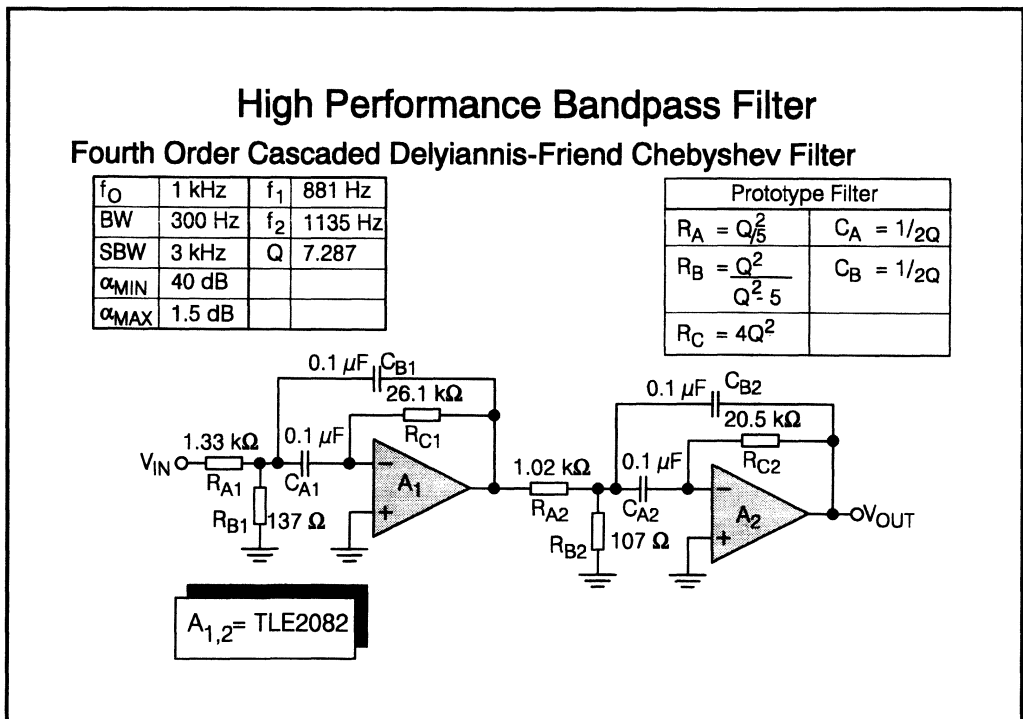 High Performance Bandpass Filter
Fourth Order Cascaded Delyiannis-Friend Chebyshev Filter
fO 1 kHz f1 881 Hz
BW 300 Hz f2 1135 Hz
SBW 3 kHz Q 7.287
αMIN 40 dB
αMAX 1.5 dB
Prototype Filter
RA = Q²/5 CA = 1/2Q
RB = Q² / Q²- 5 CB = 1/2Q
RC = 4Q²
0.1 µF CB1
26.1 kΩ
RC1
1.33 kΩ
0.1 µF
VIN
RA1
CA1
RB1
137 Ω
−
+
A1
0.1 µF CB2
20.5 kΩ
RC2
1.02 kΩ
0.1 µF
RA2
CA2
RB2
107 Ω
−
+
A2
VOUT
A1,2= TLE2082